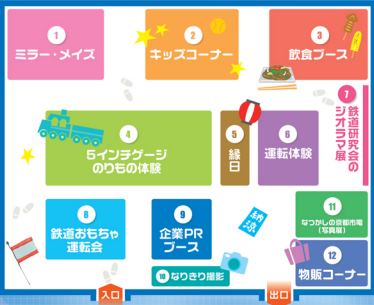 1
ミラー・メイズ
2
キッズコーナー
3
飲食ブース
4
5インチゲージ
のりもの体験
5
縁日
6
運転体験
7
鉄道研究会の
ジオラマ展
8
鉄道おもちゃ
運転会
9
企業PR
ブース
10 なりきり撮影
納涼
11
なつかしの京都市電
(写真展)
12
物販コーナー
入口
出口